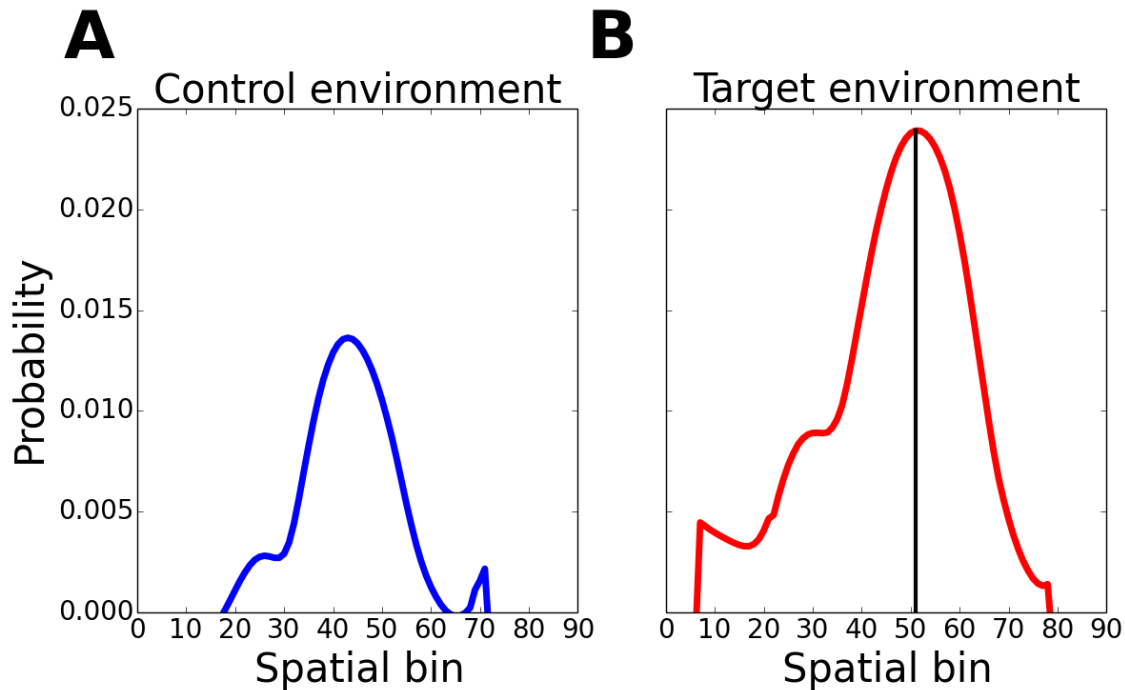 A
B
Control environment
Target environment
Probability
0.025
0.020
0.015
0.010
0.005
0.000
0 10 20 30 40 50 60 70 80 90
Spatial bin
10 20 30 40 50 60 70 80 90
Spatial bin